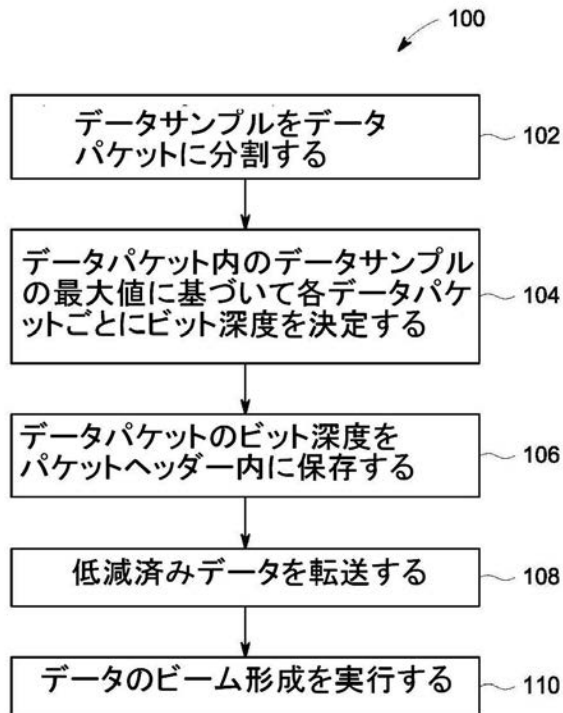 100
データサンプルをデータ
パケットに分割する
102
データパケット内のデータサンプル
の最大値に基づいて各データパケ
ットごとにビット深度を決定する
104
データパケットのビット深度を
パケットヘッダー内に保存する
106
低減済みデータを転送する
108
データのビーム形成を実行する
110